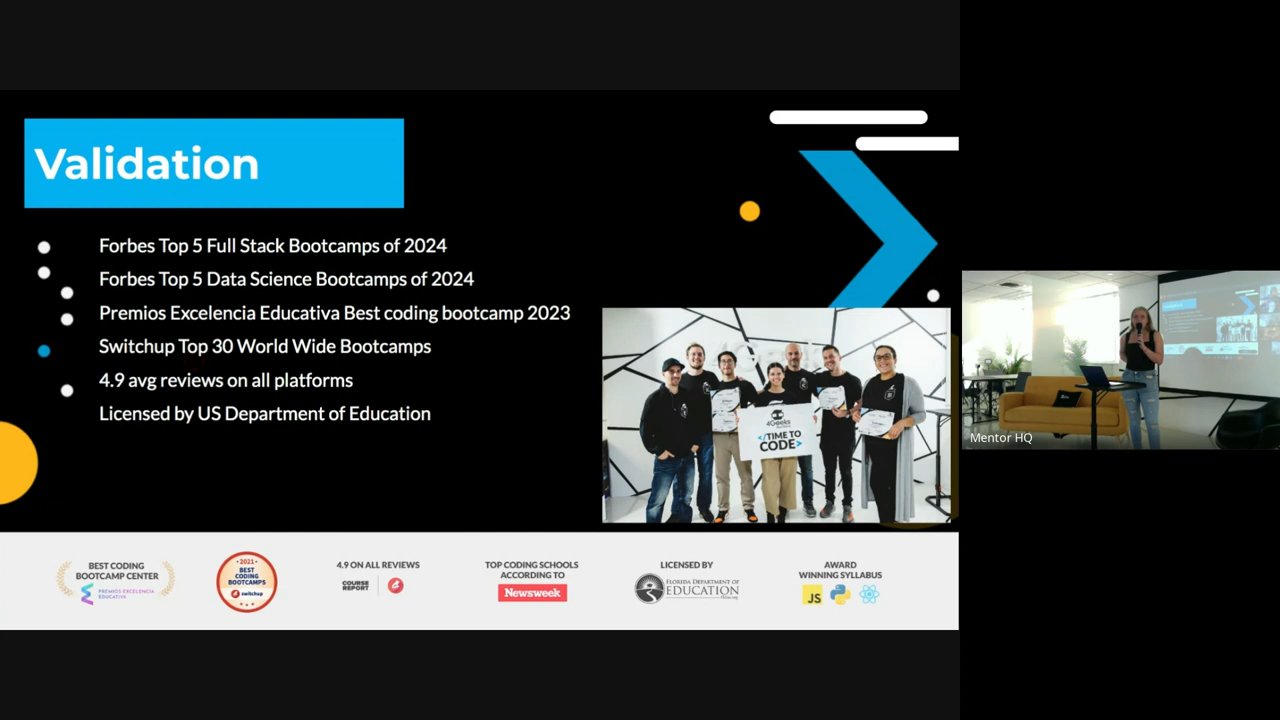 Validation
Forbes Top 5 Full Stack Bootcamps of 2024
Forbes Top 5 Data Science Bootcamps of 2024
Premios Excelencia Educativa Best coding bootcamp 2023
Switchup Top 30 World Wide Bootcamps
4.9 avg reviews on all platforms
Licensed by US Department of Education
4Geeks
</TIME TO
CODE>
Mentor HQ
BEST CODING
BOOTCAMP CENTER
PREMIOS EXCELENCIA
EDUCATIVA
2021
BEST
CODING
BOOTCAMPS
switchup
4.9 ON ALL REVIEWS
COURSE
REPORT
TOP CODING SCHOOLS
ACCORDING TO
Newsweek
LICENSED BY
FLORIDA DEPARTMENT OF
EDUCATION
AWARD
WINNING SYLLABUS
JS